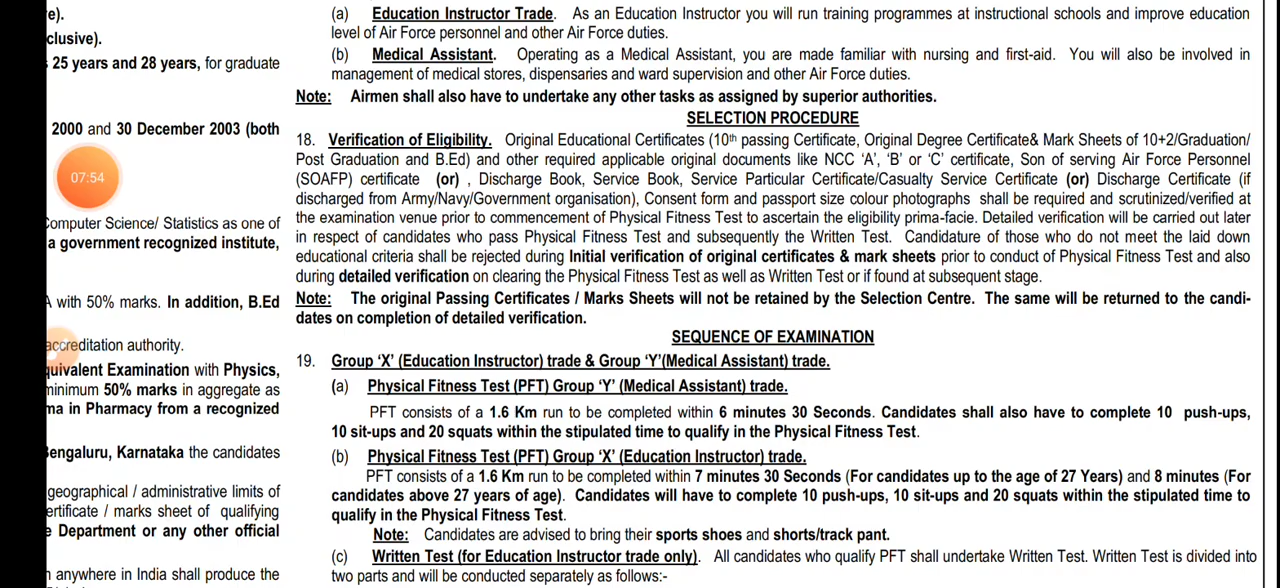 e).
clusive).
25 years and 28 years, for graduate
2000 and 30 December 2003 (both
07:54
Computer Science/ Statistics as one of
a government recognized institute,
A with 50% marks. In addition, B.Ed
accreditation authority.
quivalent Examination with Physics,
minimum 50% marks in aggregate as
ma in Pharmacy from a recognized
Bengaluru, Karnataka the candidates
geographical / administrative limits of
ertificate / marks sheet of qualifying
e Department or any other official
n anywhere in India shall produce the
(a) Education Instructor Trade. As an Education Instructor you will run training programmes at instructional schools and improve education
level of Air Force personnel and other Air Force duties.
(b) Medical Assistant. Operating as a Medical Assistant, you are made familiar with nursing and first-aid. You will also be involved in
management of medical stores, dispensaries and ward supervision and other Air Force duties.
Note: Airmen shall also have to undertake any other tasks as assigned by superior authorities.
SELECTION PROCEDURE
18. Verification of Eligibility. Original Educational Certificates (10th passing Certificate, Original Degree Certificate& Mark Sheets of 10+2/Graduation/
Post Graduation and B.Ed) and other required applicable original documents like NCC ‘A’, ‘B’ or ‘C’ certificate, Son of serving Air Force Personnel
(SOAFP) certificate (or) , Discharge Book, Service Book, Service Particular Certificate/Casualty Service Certificate (or) Discharge Certificate (if
discharged from Army/Navy/Government organisation), Consent form and passport size colour photographs shall be required and scrutinized/verified at
the examination venue prior to commencement of Physical Fitness Test to ascertain the eligibility prima-facie. Detailed verification will be carried out later
in respect of candidates who pass Physical Fitness Test and subsequently the Written Test. Candidature of those who do not meet the laid down
educational criteria shall be rejected during Initial verification of original certificates & mark sheets prior to conduct of Physical Fitness Test and also
during detailed verification on clearing the Physical Fitness Test as well as Written Test or if found at subsequent stage.
Note: The original Passing Certificates / Marks Sheets will not be retained by the Selection Centre. The same will be returned to the candi-
dates on completion of detailed verification.
SEQUENCE OF EXAMINATION
19. Group ‘X’ (Education Instructor) trade & Group ‘Y’(Medical Assistant) trade.
(a) Physical Fitness Test (PFT) Group ‘Y’ (Medical Assistant) trade.
PFT consists of a 1.6 Km run to be completed within 6 minutes 30 Seconds. Candidates shall also have to complete 10 push-ups,
10 sit-ups and 20 squats within the stipulated time to qualify in the Physical Fitness Test.
(b) Physical Fitness Test (PFT) Group ‘X’ (Education Instructor) trade.
PFT consists of a 1.6 Km run to be completed within 7 minutes 30 Seconds (For candidates up to the age of 27 Years) and 8 minutes (For
candidates above 27 years of age). Candidates will have to complete 10 push-ups, 10 sit-ups and 20 squats within the stipulated time to
qualify in the Physical Fitness Test.
Note: Candidates are advised to bring their sports shoes and shorts/track pant.
(c) Written Test (for Education Instructor trade only). All candidates who qualify PFT shall undertake Written Test. Written Test is divided into
two parts and will be conducted separately as follows:-